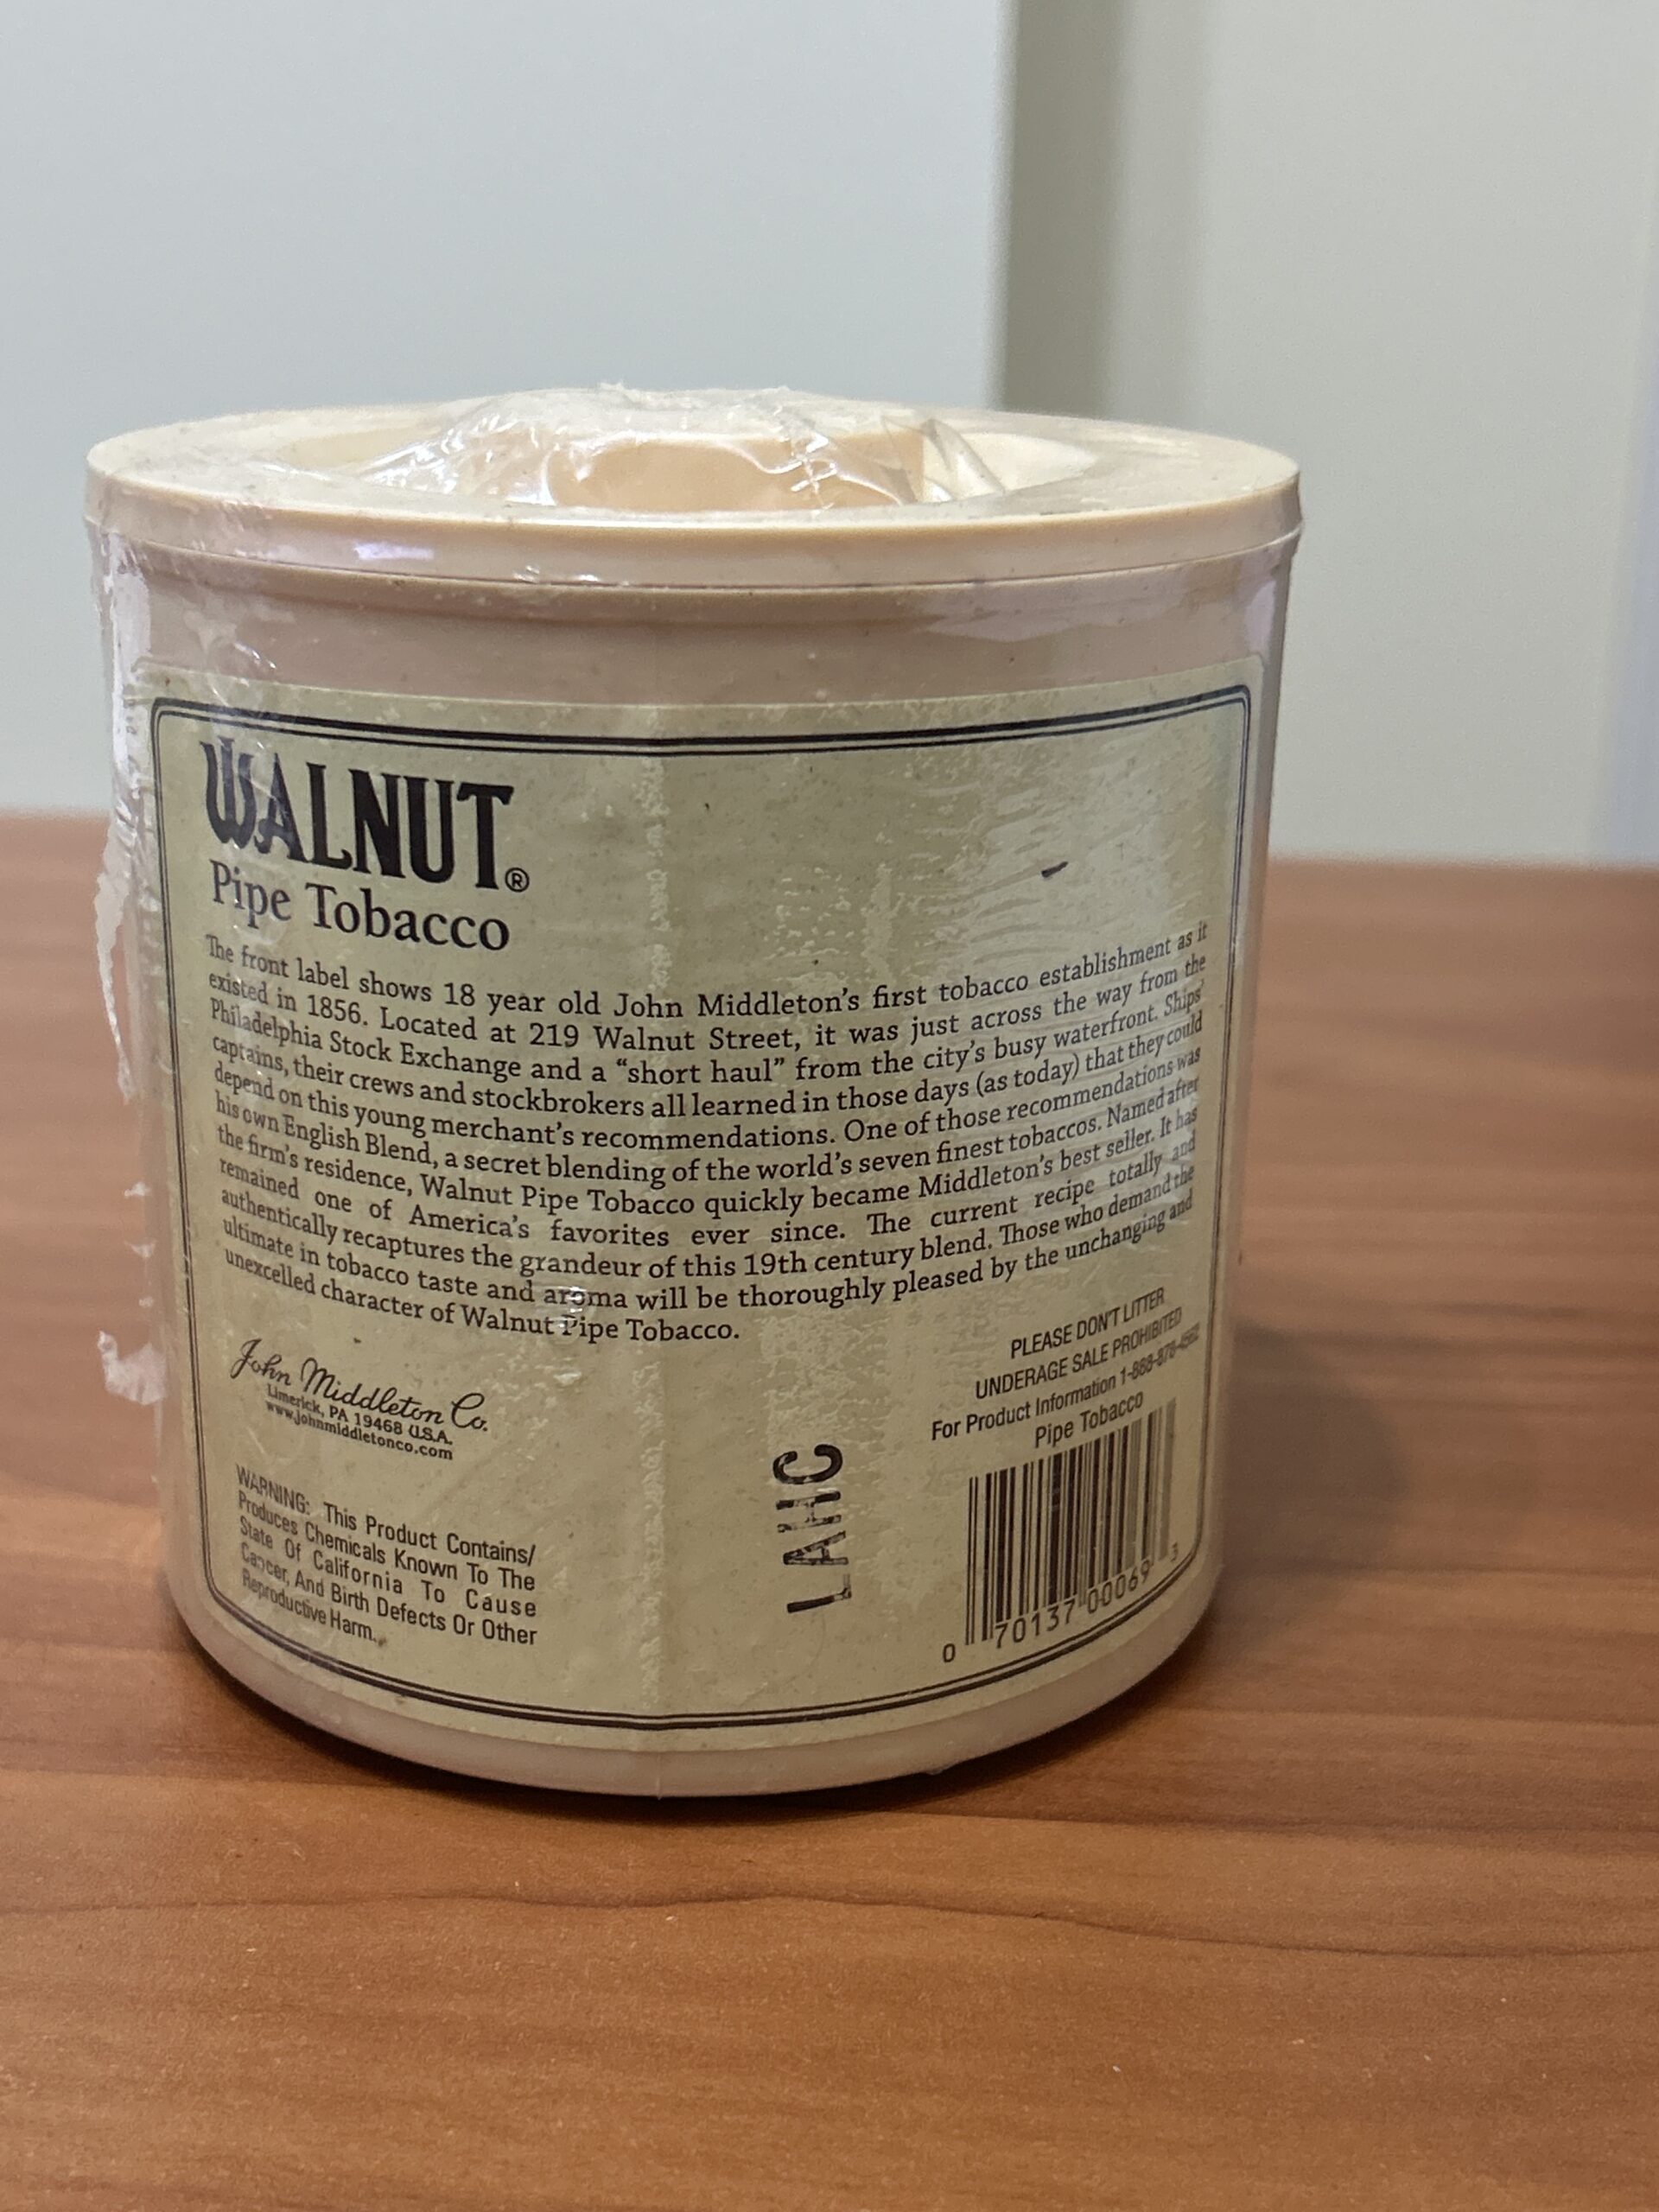 WALNUT®
Pipe Tobacco
The front label shows 18 year old John Middleton's first tobacco establishment as it
existed in 1856. Located at 219 Walnut Street, it was just across the way from the
Philadelphia Stock Exchange and a “short haul” from the city's busy waterfront. Ships'
captains, their crews and stockbrokers all learned in those days (as today) that they could
depend on this young merchant's recommendations. One of those recommendations was
his own English Blend, a secret blending of the world's seven finest tobaccos. Named after
the firm's residence, Walnut Pipe Tobacco quickly became Middleton's best seller. It has
remained one of America's favorites ever since. The current recipe totally and
authentically recaptures the grandeur of this 19th century blend. Those who demand the
ultimate in tobacco taste and aroma will be thoroughly pleased by the unchanging and
unexcelled character of Walnut Pipe Tobacco.
John Middleton Co.
Limerick, PA 19468 U.S.A.
www.johnmiddletonco.com
WARNING: This Product Contains/
Produces Chemicals Known To The
State Of California To Cause
Cancer, And Birth Defects Or Other
Reproductive Harm.
LAHC
PLEASE DON'T LITTER
UNDERAGE SALE PROHIBITED
For Product Information
Pipe Tobacco
0 70137 00069 3